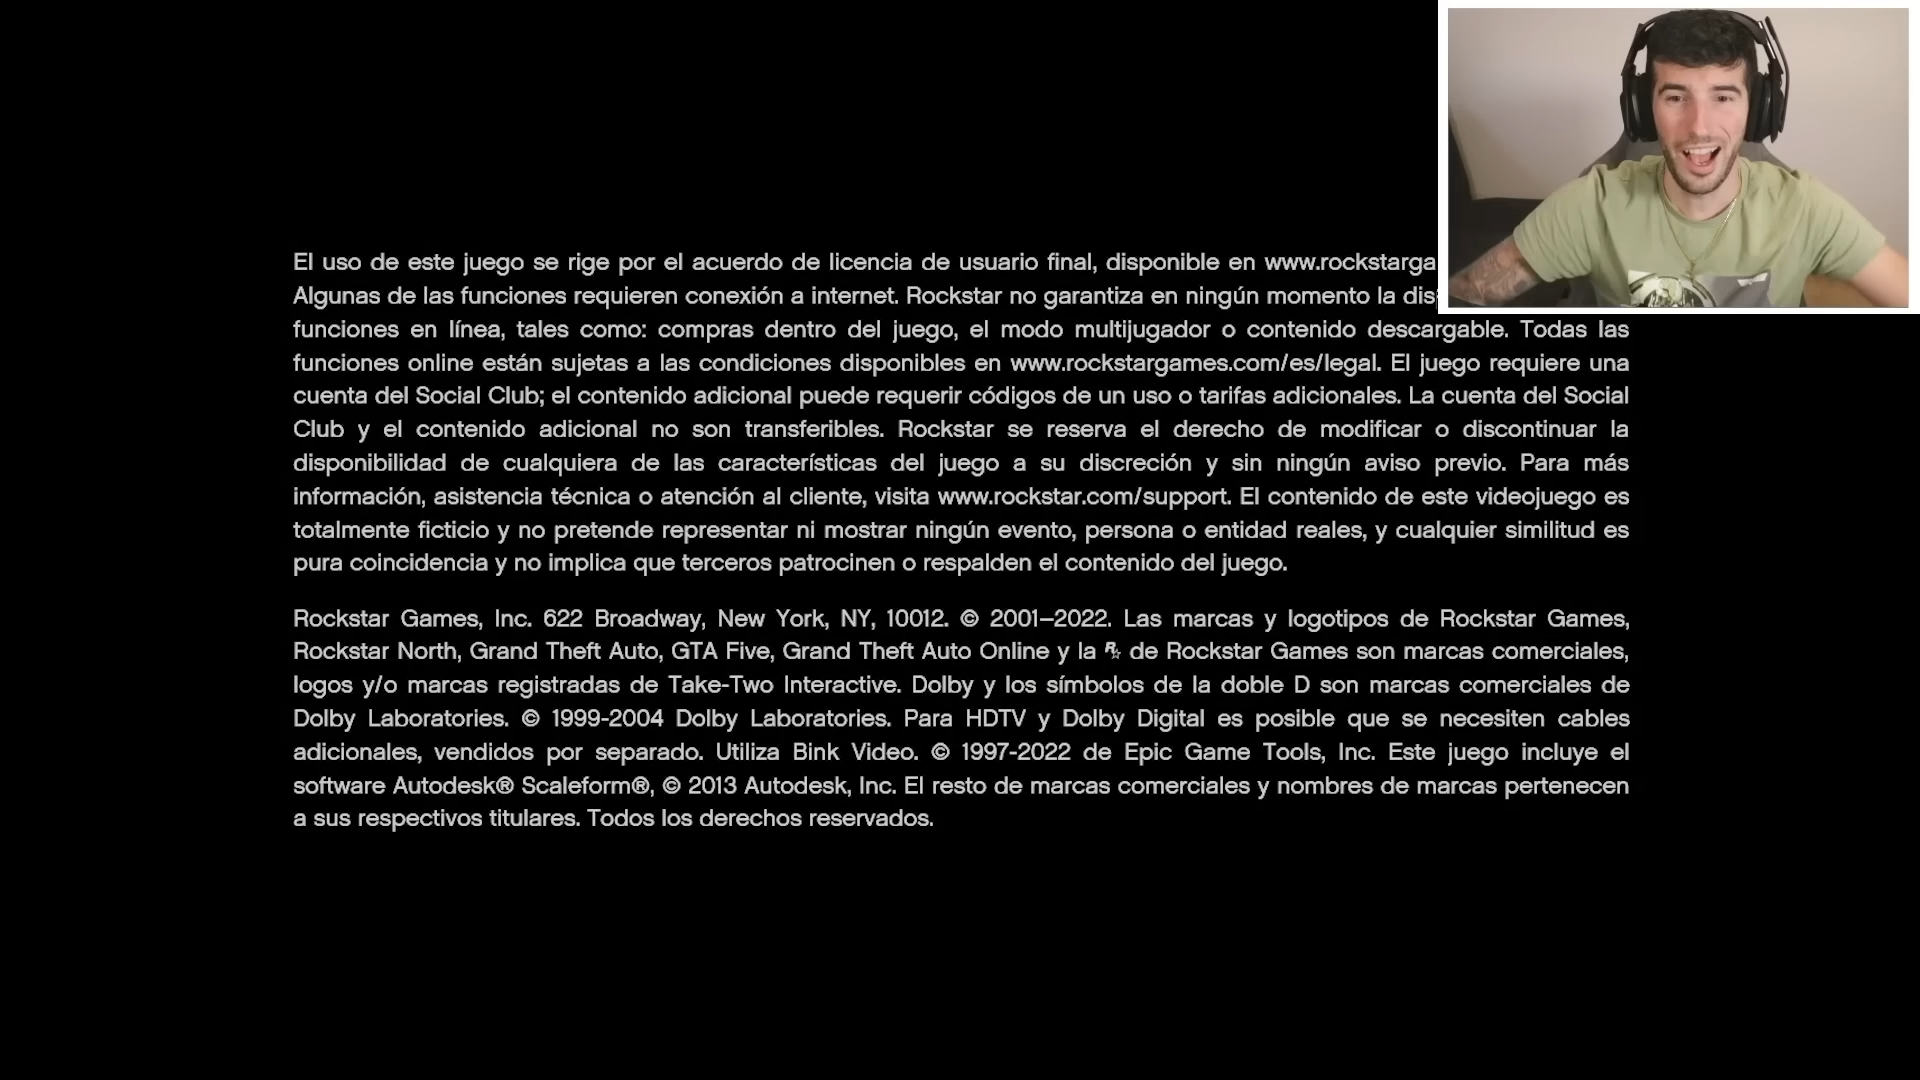 El uso de este juego se rige por el acuerdo de licencia de usuario final, disponible en
Algunas de las funciones requieren conexión a internet. Rockstar no garantiza en ningún momento la
funciones en línea, tales como: compras dentro del juego, el modo multijugador o contenido descargable. Todas las
funciones online están sujetas a las condiciones disponibles en www.rockstargames.com/es/legal. El juego requiere una
cuenta del Social Club; el contenido adicional puede requerir códigos de un uso o tarifas adicionales. La cuenta del Social
Club y el contenido adicional no son transferibles. Rockstar se reserva el derecho de modificar o discontinuar la
disponibilidad de cualquiera de las características del juego a su discreción y sin ningún aviso previo. Para más
información, asistencia técnica o atención al cliente, visita www.rockstar.com/support. El contenido de este videojuego es
totalmente ficticio y no pretende representar ni mostrar ningún evento, persona o entidad reales, y cualquier similitud es
pura coincidencia y no implica que terceros patrocinen o respalden el contenido del juego.
Rockstar Games, Inc. 622 Broadway, New York, NY, 10012. © 2001–2022. Las marcas y logotipos de Rockstar Games,
Rockstar North, Grand Theft Auto, GTA Five, Grand Theft Auto Online y la R* de Rockstar Games son marcas comerciales,
logos y/o marcas registradas de Take-Two Interactive. Dolby y los símbolos de la doble D son marcas comerciales de
Dolby Laboratories. © 1999-2004 Dolby Laboratories. Para HDTV y Dolby Digital es posible que se necesiten cables
adicionales, vendidos por separado. Utiliza Bink Video. © 1997-2022 de Epic Game Tools, Inc. Este juego incluye el
software Autodesk® Scaleform®, © 2013 Autodesk, Inc. El resto de marcas comerciales y nombres de marcas pertenecen
a sus respectivos titulares. Todos los derechos reservados.